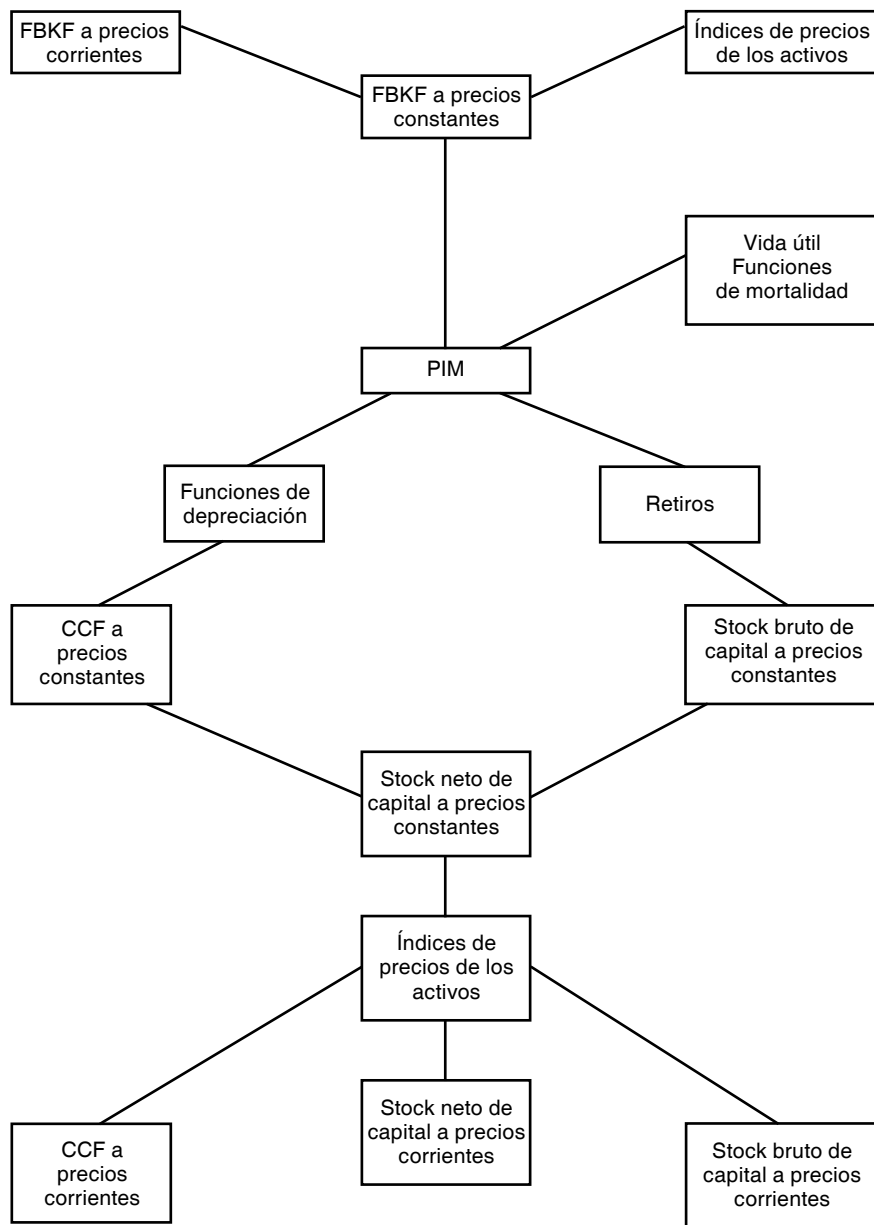 FBKF a precios
corrientes
Índices de precios
de los activos
FBKF a precios
constantes
Vida útil
Funciones
de mortalidad
PIM
Funciones de
depreciación
Retiros
CCF a
precios
constantes
Stock bruto de
capital a precios
constantes
Stock neto de
capital a precios
constantes
Índices de
precios de los
activos
CCF a
precios
corrientes
Stock neto de
capital a precios
corrientes
Stock bruto de
capital a precios
corrientes